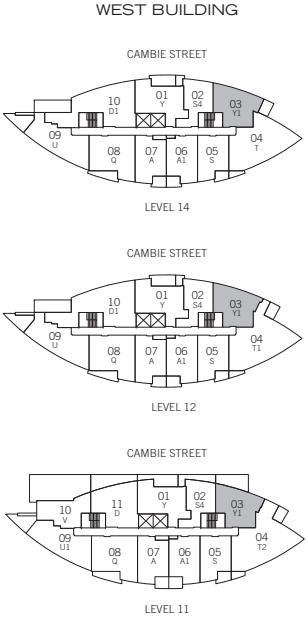 WEST BUILDING
CAMBIE STREET
01
Y
02
S4
10
D1
03
Y1
09
U
04
T
08
Q
07
A
06
A1
05
S
LEVEL 14
CAMBIE STREET
01
Y
02
S4
10
D1
03
Y1
09
U
04
T1
08
Q
07
A
06
A1
05
S
LEVEL 12
CAMBIE STREET
01
Y
02
S4
11
D
10
V
03
Y1
09
U1
04
T2
08
Q
07
A
06
A1
05
S
LEVEL 11